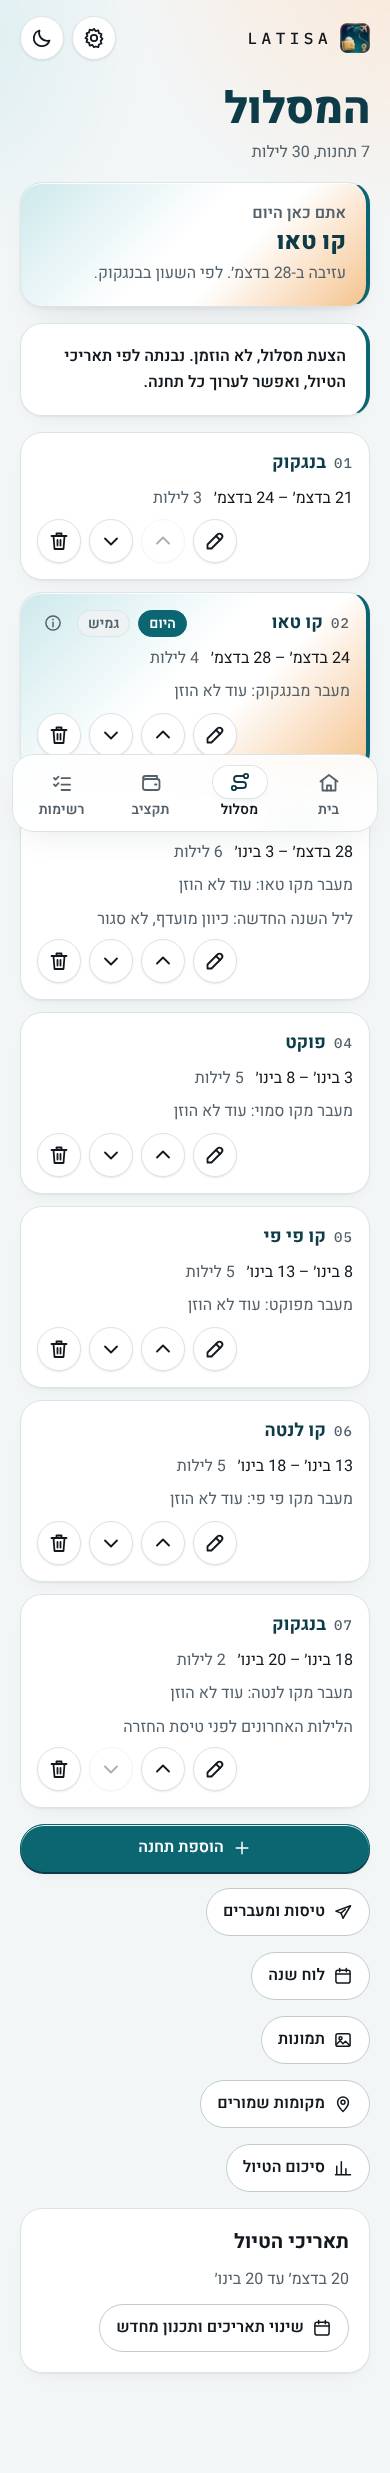 LATISA
המסלול
7 תחנות, 30 לילות
אתם כאן היום
קו טאו
עזיבה ב-28 בדצמ׳. לפי השעון בבנגקוק.
הצעת מסלול, לא הוזמן. נבנתה לפי תאריכי
הטיול, ואפשר לערוך כל תחנה.
01 בנגקוק
21 בדצמ׳ – 24 בדצמ׳ 3 לילות
02 קו טאו היום גמיש
24 בדצמ׳ – 28 בדצמ׳ 4 לילות
מעבר מבנגקוק: עוד לא הוזן
בית מסלול תקציב רשימות
28 בדצמ׳ – 3 בינו׳ 6 לילות
מעבר מקו טאו: עוד לא הוזן
ליל השנה החדשה: כיוון מועדף, לא סגור
04 פוקט
3 בינו׳ – 8 בינו׳ 5 לילות
מעבר מקו סמוי: עוד לא הוזן
05 קו פי פי
8 בינו׳ – 13 בינו׳ 5 לילות
מעבר מפוקט: עוד לא הוזן
06 קו לנטה
13 בינו׳ – 18 בינו׳ 5 לילות
מעבר מקו פי פי: עוד לא הוזן
07 בנגקוק
18 בינו׳ – 20 בינו׳ 2 לילות
מעבר מקו לנטה: עוד לא הוזן
הלילות האחרונים לפני טיסת החזרה
הוספת תחנה
טיסות ומעברים
לוח שנה
תמונות
מקומות שמורים
סיכום הטיול
תאריכי הטיול
20 בדצמ׳ עד 20 בינו׳
שינוי תאריכים ותכנון מחדש